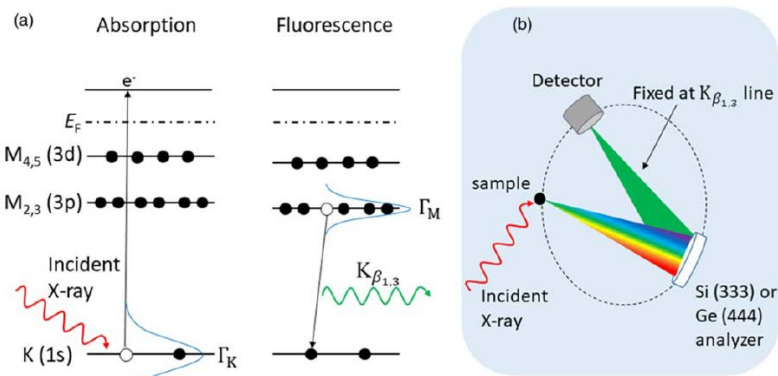 (a)
Absorption
Fluorescence
e⁻
E_F
M₄,₅ (3d)
M₂,₃ (3p)
Γ_M
Incident
X-ray
K_β₁,₃
K (1s)
Γ_K
(b)
Detector
Fixed at K_β₁,₃ line
sample
Incident
X-ray
Si (333) or
Ge (444)
analyzer